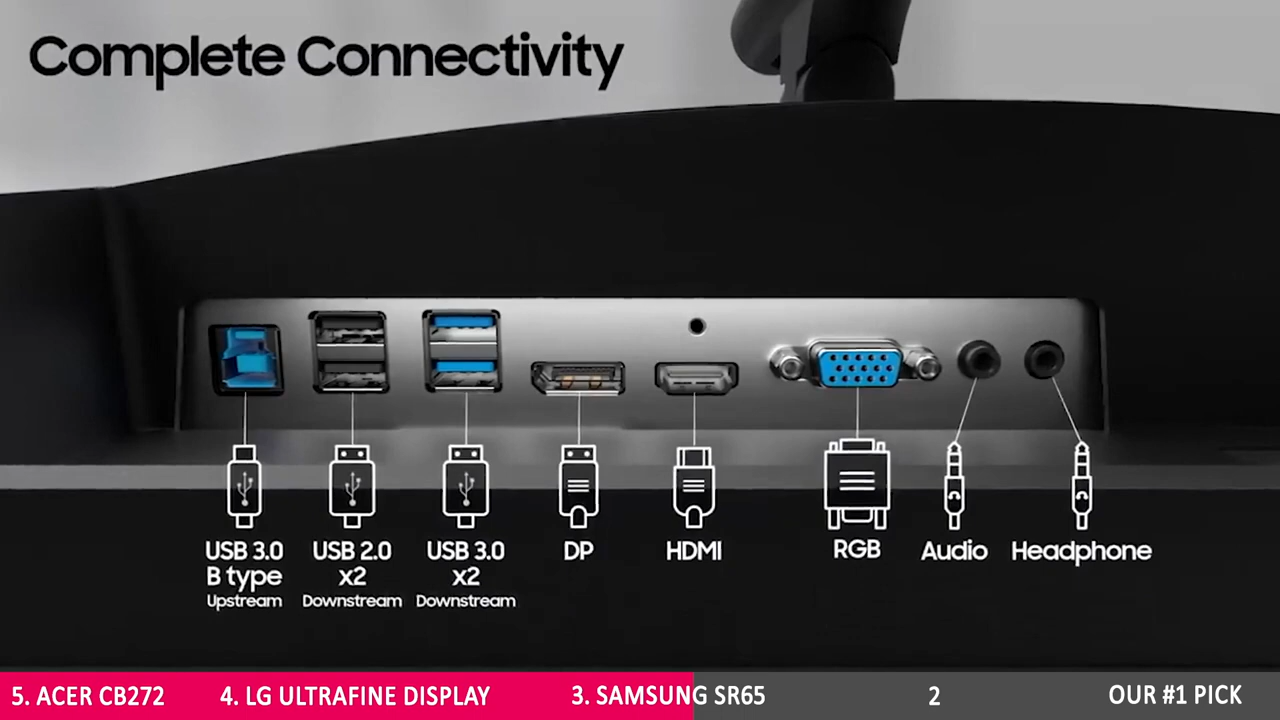 Complete Connectivity
USB 3.0
B type
Upstream
USB 2.0
x2
Downstream
USB 3.0
x2
Downstream
DP
HDMI
RGB
Audio
Headphone
5. ACER CB272
4. LG ULTRAFINE DISPLAY
3. SAMSUNG SR65
2
OUR #1 PICK